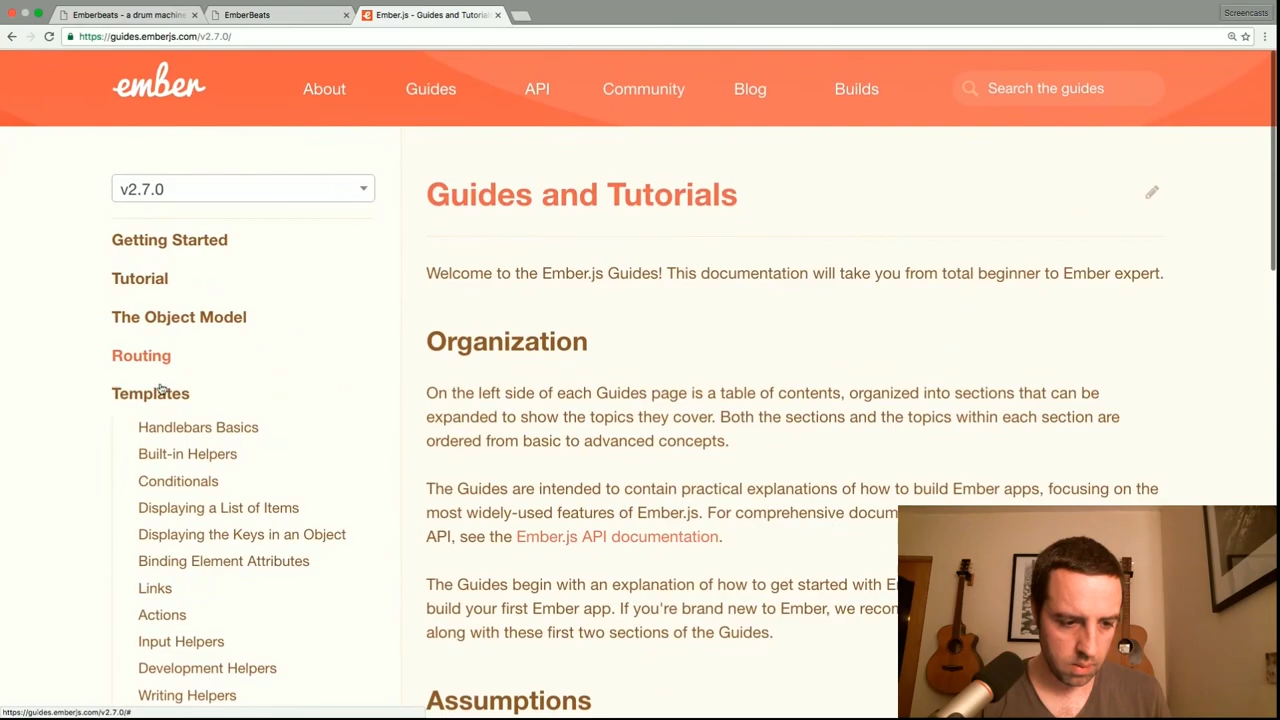 Emberbeats - a drum machine
EmberBeats
Ember.js - Guides and Tutorials
Screencasts
https://guides.emberjs.com/v2.7.0/
ember
About
Guides
API
Community
Blog
Builds
Search the guides
v2.7.0
Getting Started
Tutorial
The Object Model
Routing
Templates
Handlebars Basics
Built-in Helpers
Conditionals
Displaying a List of Items
Displaying the Keys in an Object
Binding Element Attributes
Links
Actions
Input Helpers
Development Helpers
Writing Helpers
Guides and Tutorials
Welcome to the Ember.js Guides! This documentation will take you from total beginner to Ember expert.
Organization
On the left side of each Guides page is a table of contents, organized into sections that can be
expanded to show the topics they cover. Both the sections and the topics within each section are
ordered from basic to advanced concepts.
The Guides are intended to contain practical explanations of how to build Ember apps, focusing on the
most widely-used features of Ember.js. For comprehensive docum
API, see the Ember.js API documentation.
The Guides begin with an explanation of how to get started with E
build your first Ember app. If you're brand new to Ember, we recon
along with these first two sections of the Guides.
Assumptions
https://guides.emberjs.com/v2.7.0/#